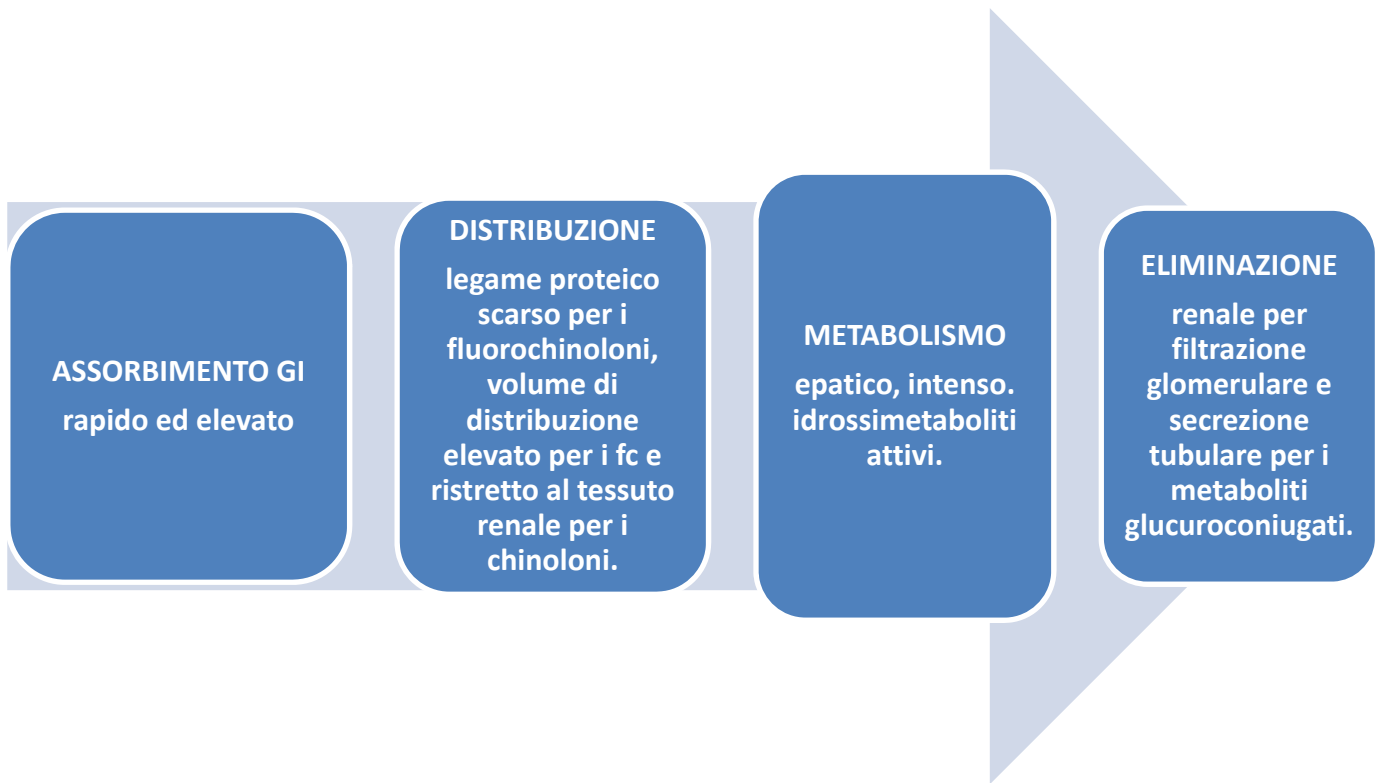 ASSORBIMENTO GI
rapido ed elevato
DISTRIBUZIONE
legame proteico
scarso per i
fluorochinoloni,
volume di
distribuzione
elevato per i fc e
ristretto al tessuto
renale per i
chinoloni.
METABOLISMO
epatico, intenso.
idrossimetaboliti
attivi.
ELIMINAZIONE
renale per
filtrazione
glomerulare e
secrezione
tubulare per i
metaboliti
glucuroconiugati.